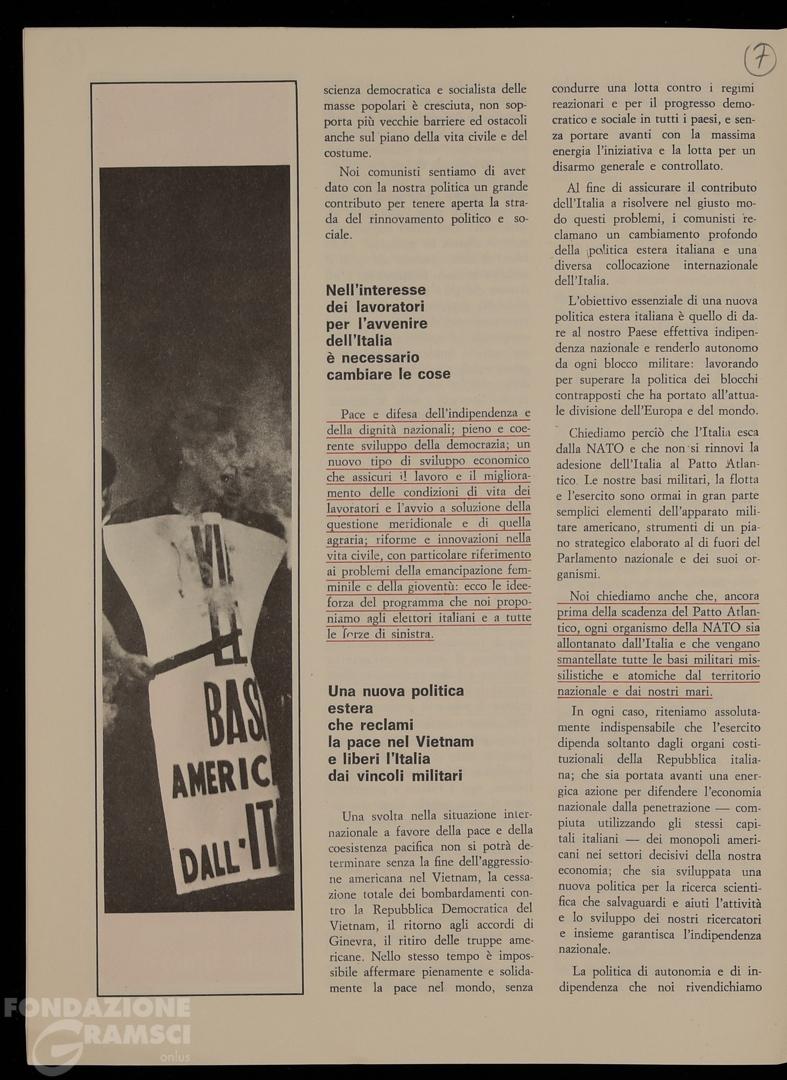 7
scienza democratica e socialista delle
masse popolari è cresciuta, non sop-
porta più vecchie barriere ed ostacoli
anche sul piano della vita civile e del
costume.
Noi comunisti sentiamo di aver
dato con la nostra politica un grande
contributo per tenere aperta la stra-
da del rinnovamento politico e so-
ciale.
Nell'interesse
dei lavoratori
per l'avvenire
dell'Italia
è necessario
cambiare le cose
Pace e difesa dell'indipendenza e
della dignità nazionali; pieno e coe-
rente sviluppo della democrazia; un
nuovo tipo di sviluppo economico
che assicuri il lavoro e il migliora-
mento delle condizioni di vita dei
lavoratori e l'avvio a soluzione della
questione meridionale e di quella
agraria; riforme e innovazioni nella
vita civile, con particolare riferimento
ai problemi della emancipazione fem-
minile e della gioventù: ecco le idee-
forza del programma che noi propo-
niamo agli elettori italiani e a tutte
le forze di sinistra.
Una nuova politica
estera
che reclami
la pace nel Vietnam
e liberi l'Italia
dai vincoli militari
Una svolta nella situazione inter-
nazionale a favore della pace e della
coesistenza pacifica non si potrà de-
terminare senza la fine dell'aggressio-
ne americana nel Vietnam, la cessa-
zione totale dei bombardamenti con-
tro la Repubblica Democratica del
Vietnam, il ritorno agli accordi di
Ginevra, il ritiro delle truppe ame-
ricane. Nello stesso tempo è impos-
sibile affermare pienamente e solida-
mente la pace nel mondo, senza
condurre una lotta contro i regimi
reazionari e per il progresso demo-
cratico e sociale in tutti i paesi, e sen-
za portare avanti con la massima
energia l'iniziativa e la lotta per un
disarmo generale e controllato.
Al fine di assicurare il contributo
dell'Italia a risolvere nel giusto mo-
do questi problemi, i comunisti re-
clamano un cambiamento profondo
della politica estera italiana e una
diversa collocazione internazionale
dell'Italia.
L'obiettivo essenziale di una nuova
politica estera italiana è quello di da-
re al nostro Paese effettiva indipen-
denza nazionale e renderlo autonomo
da ogni blocco militare: lavorando
per superare la politica dei blocchi
contrapposti che ha portato all'attua-
le divisione dell'Europa e del mondo.
Chiediamo perciò che l'Italia esca
dalla NATO e che non si rinnovi la
adesione dell'Italia al Patto Atlan-
tico. Le nostre basi militari, la flotta
e l'esercito sono ormai in gran parte
semplici elementi dell'apparato mili-
tare americano, strumenti di un pia-
no strategico elaborato al di fuori del
Parlamento nazionale e dei suoi or-
ganismi.
Noi chiediamo anche che, ancora
prima della scadenza del Patto Atlan-
tico, ogni organismo della NATO sia
allontanato dall'Italia e che vengano
smantellate tutte le basi militari mis-
silistiche e atomiche dal territorio
nazionale e dai nostri mari.
In ogni caso, riteniamo assoluta-
mente indispensabile che l'esercito
dipenda soltanto dagli organi costi-
tuzionali della Repubblica italia-
na; che sia portata avanti una ener-
gica azione per difendere l'economia
nazionale dalla penetrazione — com-
piuta utilizzando gli stessi capi-
tali italiani — dei monopoli ameri-
cani nei settori decisivi della nostra
economia; che sia sviluppata una
nuova politica per la ricerca scienti-
fica che salvaguardi e aiuti l'attività
e lo sviluppo dei nostri ricercatori
e insieme garantisca l'indipendenza
nazionale.
La politica di autonomia e di in-
dipendenza che noi rivendichiamo
BAS
AMERIC
DALL'IT
FONDAZIONE
GRAMSCI
onlus